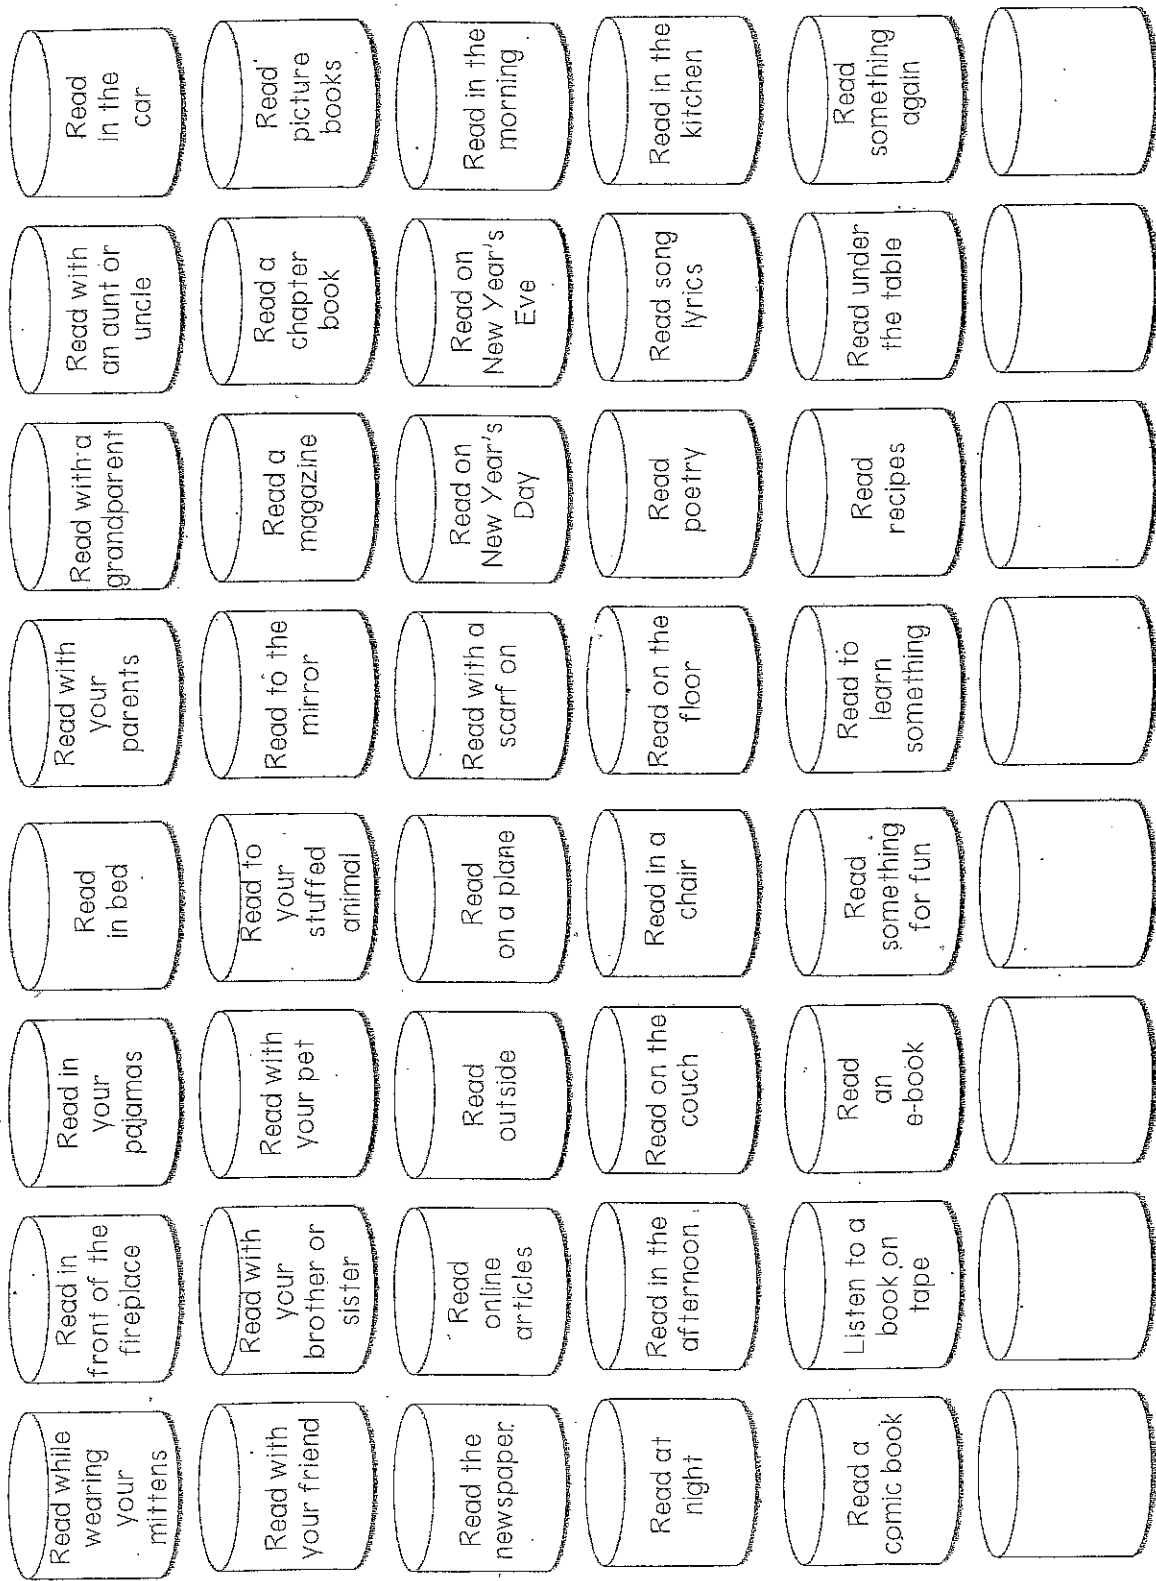 Read while
wearing
your
mittens
Read in
front of the
fireplace
Read in
your
pajamas
Read
in bed
Read with
your
parents
Read with a
grandparent
Read with
an aunt or
uncle
Read
in the
car
Read with
your friend
Read with
your
brother or
sister
Read with
your pet
Read to
your
stuffed
animal
Read to the
mirror
Read a
magazine
Read a
chapter
book
Read
picture
books
Read the
newspaper.
Read
online
articles
Read
outside
Read
on a plane
Read with a
scarf on
Read on
New Year's
Day
Read on
New Year's
Eve
Read in the
morning
Read at
night
Read in the
afternoon
Read on the
couch
Read in a
chair
Read on the
floor
Read
poetry
Read song
lyrics
Read in the
kitchen
Read a
comic book
Listen to a
book on
tape
Read
an
e-book
Read
something
for fun
Read to
learn
something
Read
recipes
Read under
the table
Read
something
again